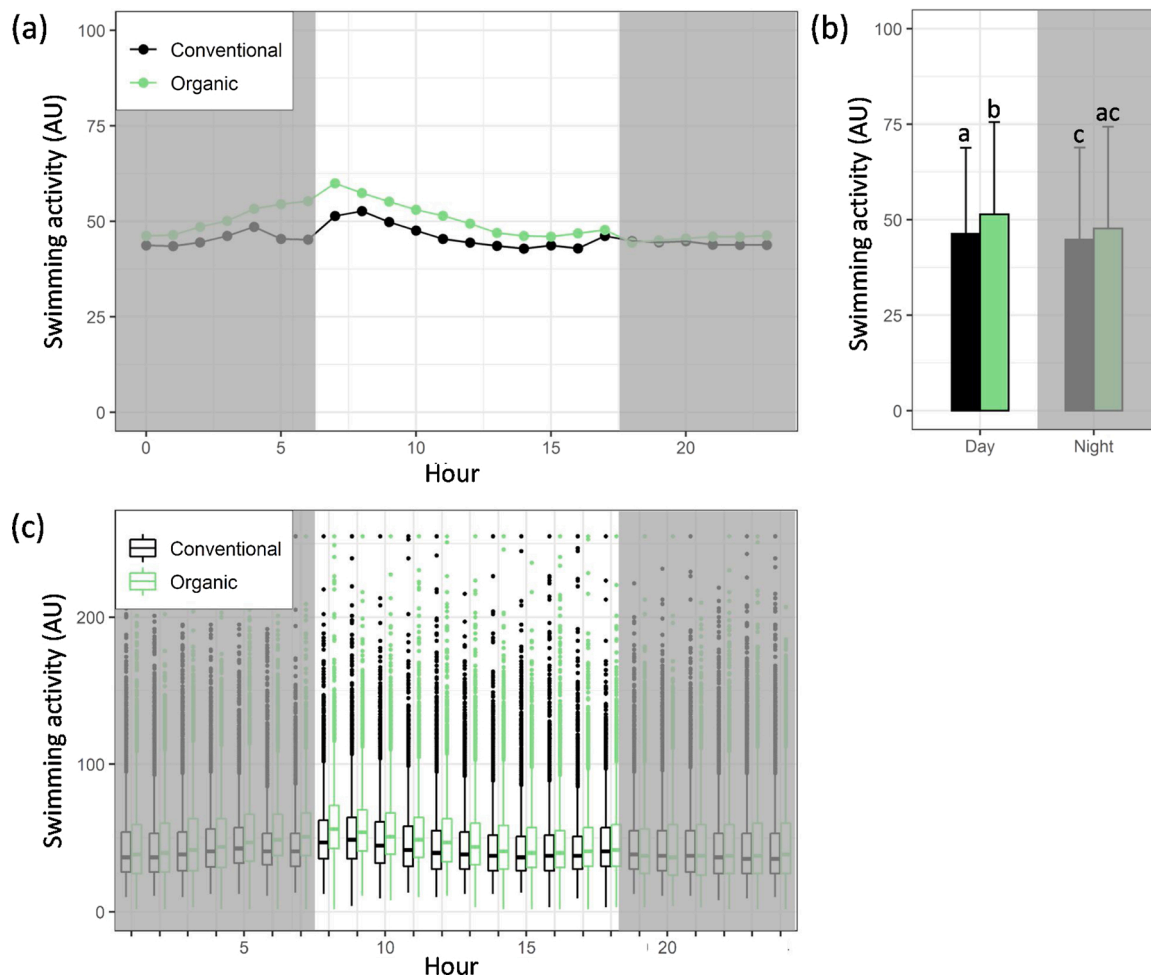 (a)
100
75
50
25
0
Swimming activity (AU)
Conventional
Organic
0 5 10 15 20
Hour
(b)
100
75
50
25
0
Swimming activity (AU)
a b c ac
Day Night
(c)
200
100
0
Swimming activity (AU)
Conventional
Organic
5 10 15 20
Hour